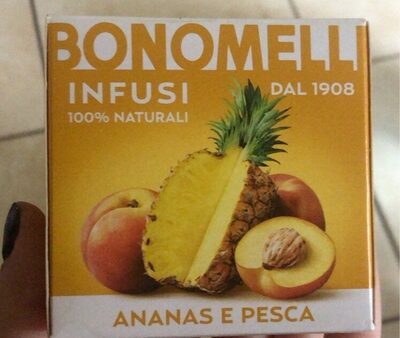 BONOMELLI
INFUSI
DAL 1908
100% NATURALI
ANANAS E PESCA